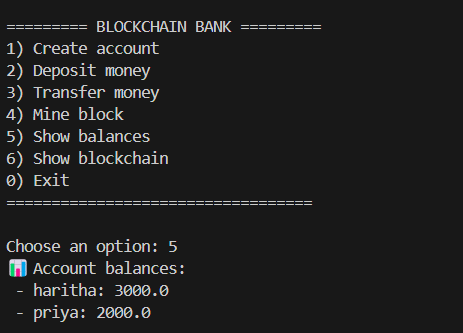 ========= BLOCKCHAIN BANK =========
1) Create account
2) Deposit money
3) Transfer money
4) Mine block
5) Show balances
6) Show blockchain
0) Exit
==================================
Choose an option: 5
📊 Account balances:
- haritha: 3000.0
- priya: 2000.0